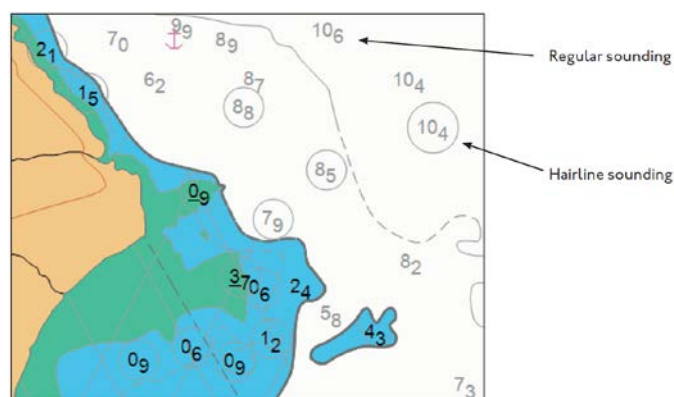 9₉ 10₆ Regular sounding
7₀ 8₉
2₁
6₂ 8₇ 10₄
1₅
8₈
10₄
8₅ Hairline sounding
0₉
7₉
8₂
3₇ 0₆ 2₄
5₈
4₃
1₂
0₉ 0₆ 0₉
7₃